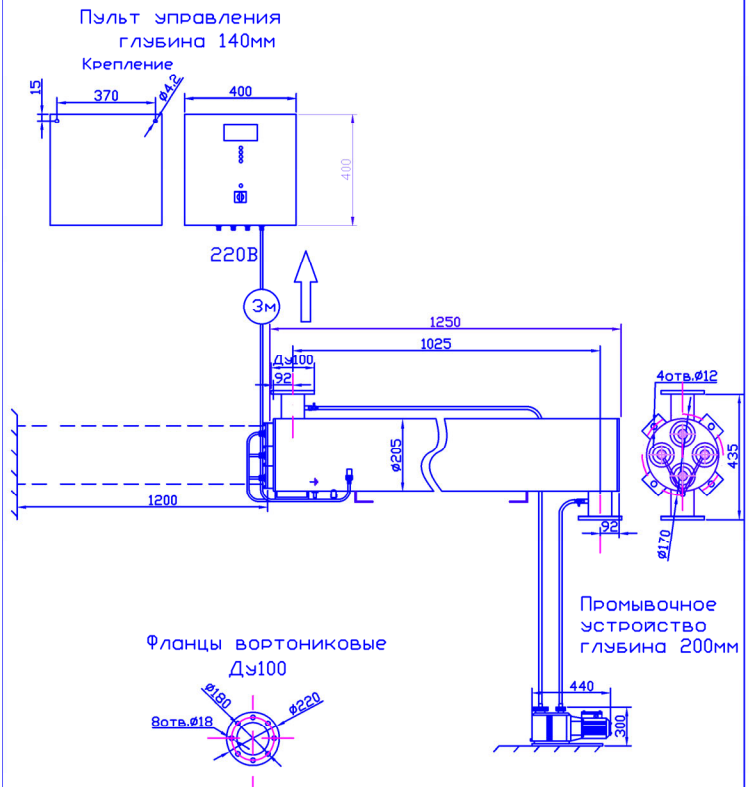 Пульт управления
глубина 140мм
Крепление
15
370
ø4.2
400
400
220В
3м
1250
1025
Ду100
92
4отв.ø12
ø205
435
1200
92
ø170
Промывочное
устройство
глубина 200мм
Фланцы вортониковые
Ду100
ø180
ø220
8отв.ø18
440
300